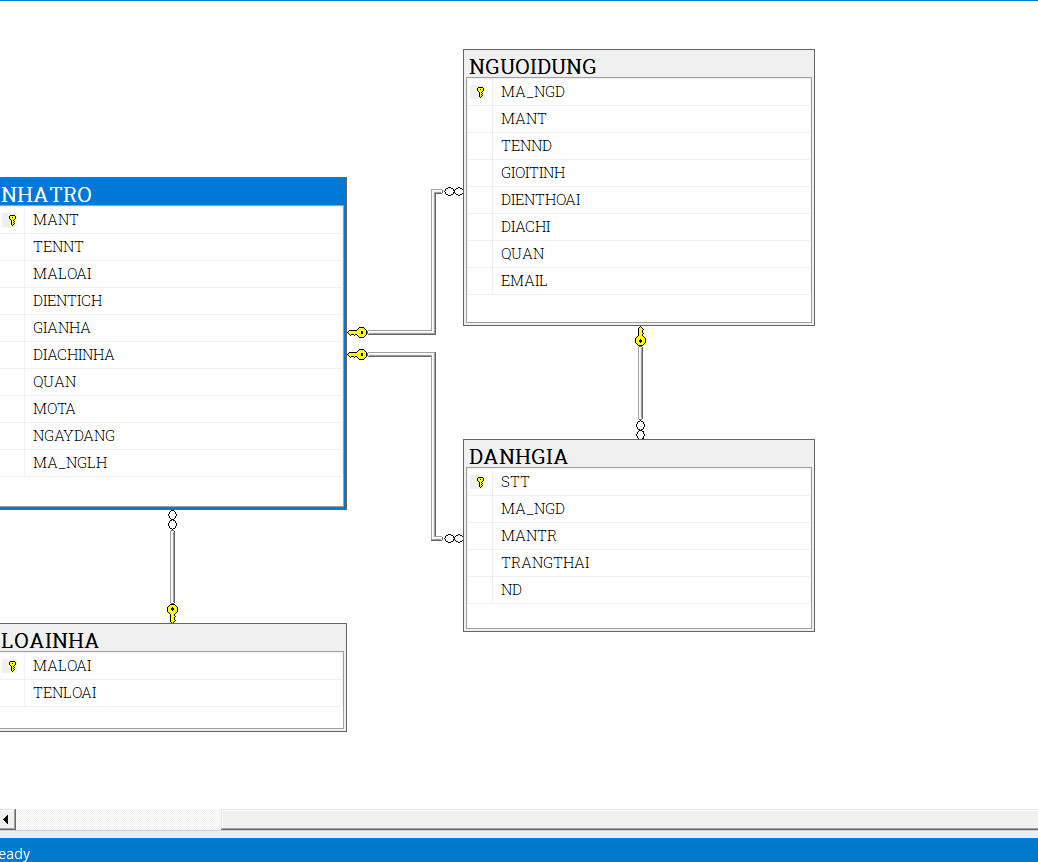 NGUOIDUNG
MA_NGD
MANT
TENND
GIOITINH
DIENTHOAI
DIACHI
QUAN
EMAIL
NHATRO
MANT
TENNT
MALOAI
DIENTICH
GIANHA
DIACHINHA
QUAN
MOTA
NGAYDANG
MA_NGLH
DANHGIA
STT
MA_NGD
MANTR
TRANGTHAI
ND
LOAINHA
MALOAI
TENLOAI
eady